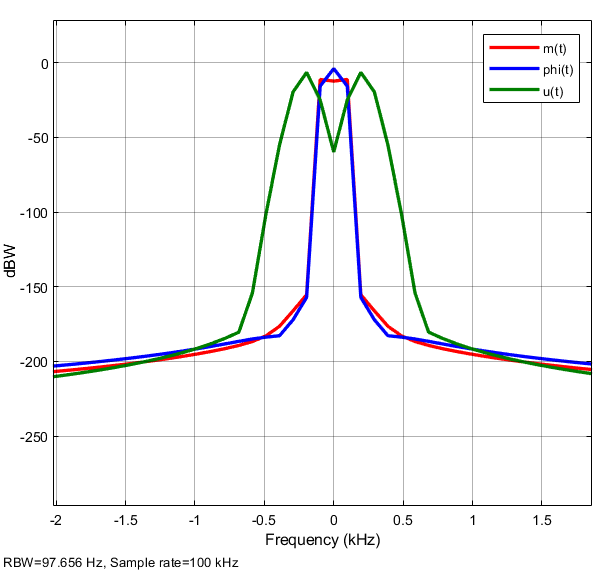 m(t)
phi(t)
u(t)
0
-50
-100
-150
-200
-250
dBW
-2
-1.5
-1
-0.5
0
0.5
1
1.5
Frequency (kHz)
RBW=97.656 Hz, Sample rate=100 kHz